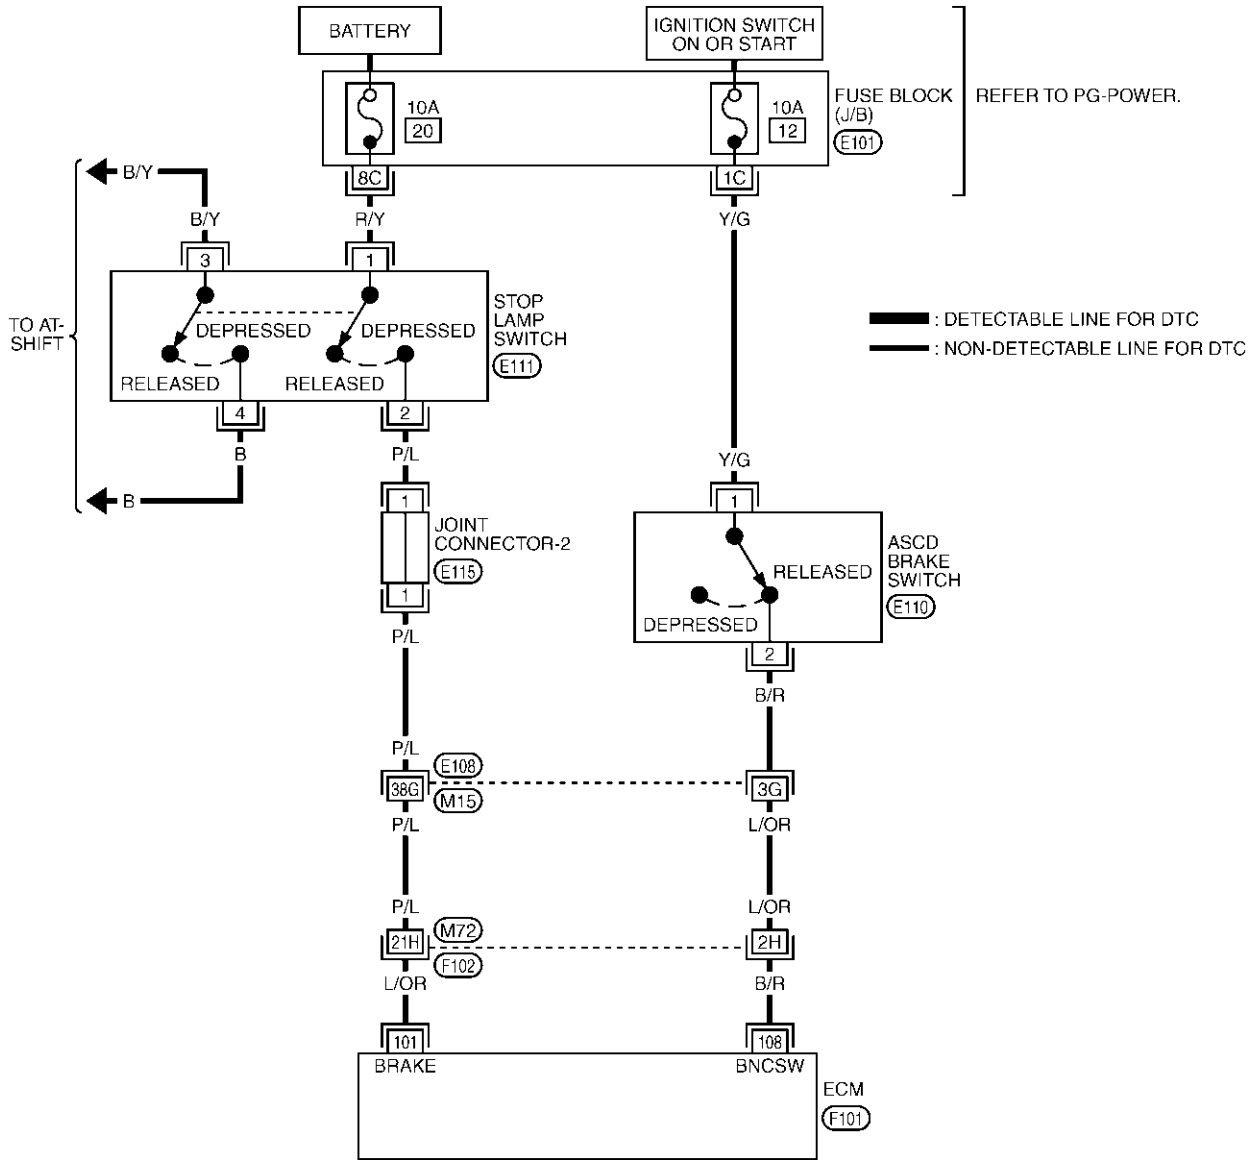 BATTERY
IGNITION SWITCH
ON OR START
10A
20
10A
12
FUSE BLOCK
(J/B)
E101
REFER TO PG-POWER.
8C
1C
B/Y
B/Y
R/Y
Y/G
3
1
TO AT-
SHIFT
DEPRESSED
DEPRESSED
RELEASED
RELEASED
STOP
LAMP
SWITCH
E111
: DETECTABLE LINE FOR DTC
: NON-DETECTABLE LINE FOR DTC
4
2
B
P/L
Y/G
B
1
1
JOINT
CONNECTOR-2
E115
1
RELEASED
DEPRESSED
ASCD
BRAKE
SWITCH
E110
P/L
2
B/R
P/L
E108
38G
M15
3G
P/L
L/OR
P/L
L/OR
M72
21H
F102
2H
L/OR
B/R
101
108
BRAKE
BNCSW
ECM
F101